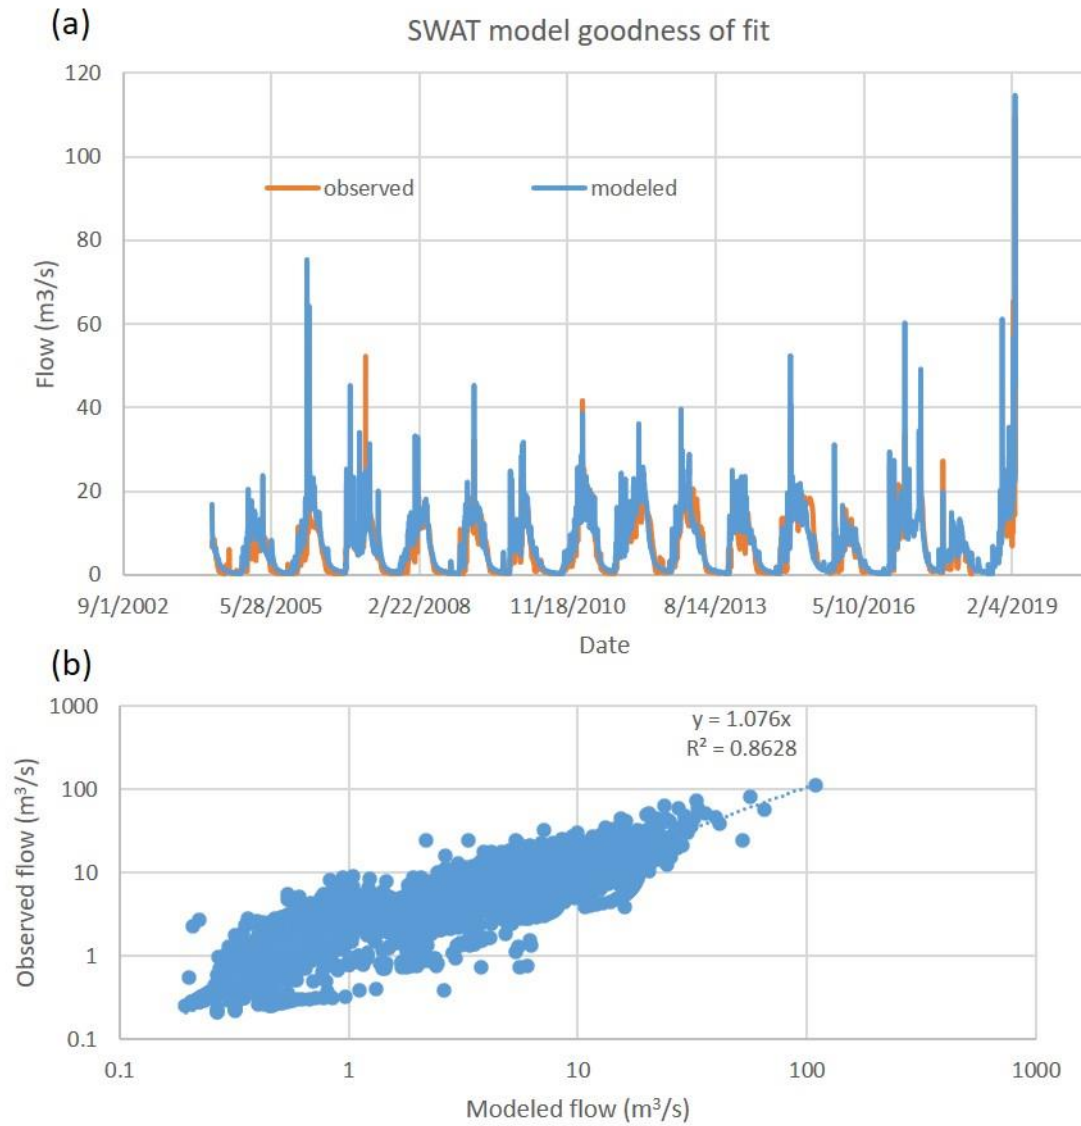 (a)
SWAT model goodness of fit
120
100
80
60
40
20
0
Flow (m3/s)
observed
modeled
9/1/2002
5/28/2005
2/22/2008
11/18/2010
8/14/2013
5/10/2016
2/4/2019
Date
(b)
1000
100
10
1
0.1
Observed flow (m³/s)
y = 1.076x
R² = 0.8628
0.1
1
10
100
1000
Modeled flow (m³/s)